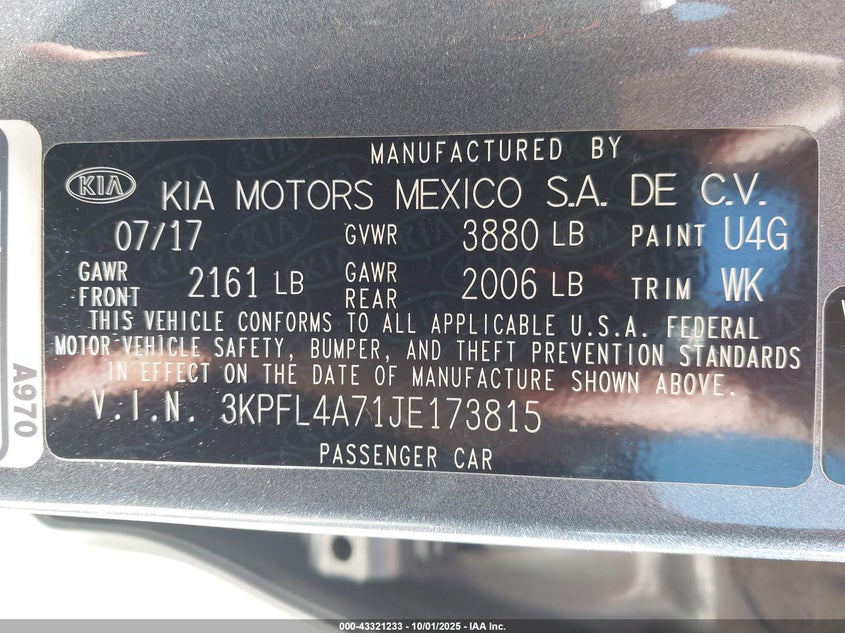 MANUFACTURED BY
KIA KIA MOTORS MEXICO S.A. DE C.V.
07/17 GVWR 3880 LB PAINT U4G
GAWR FRONT 2161 LB GAWR REAR 2006 LB TRIM WK
THIS VEHICLE CONFORMS TO ALL APPLICABLE U.S.A. FEDERAL
MOTOR VEHICLE SAFETY, BUMPER, AND THEFT PREVENTION STANDARDS
IN EFFECT ON THE DATE OF MANUFACTURE SHOWN ABOVE.
V.I.N. 3KPFL4A71JE173815
PASSENGER CAR
A970
000-43321233 - 10/01/2025 - IAA Inc.